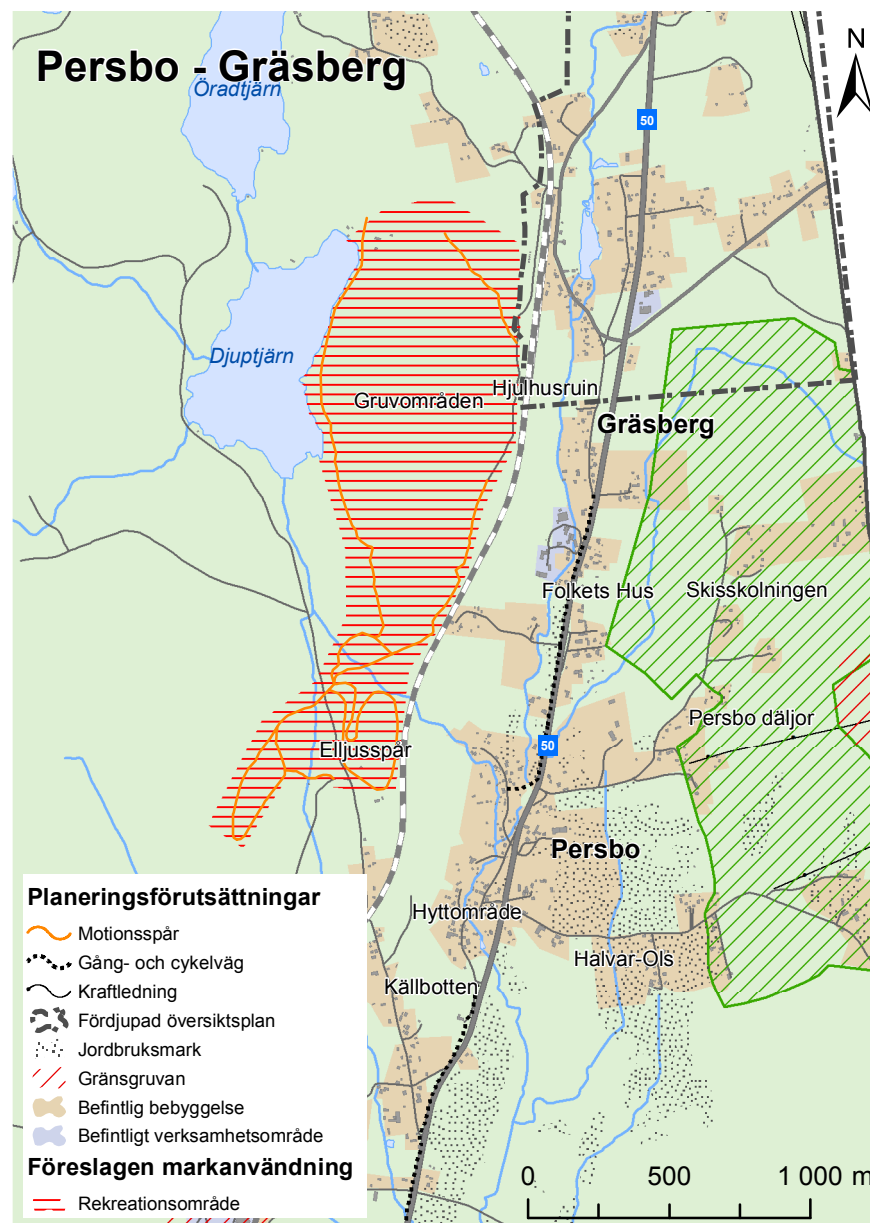 Persbo - Gräsberg
N
Öradtjärn
50
Djuptjärn
Hjulhusruin
Gruvområden
Gräsberg
Folkets Hus
Skisskolningen
Persbo däljor
50
Elljusspår
Persbo
Hyttområde
Halvar-Ols
Källbotten
Planeringsförutsättningar
Motionsspår
Gång- och cykelväg
Kraftledning
Fördjupad översiktsplan
Jordbruksmark
Gränsgruvan
Befintlig bebyggelse
Befintligt verksamhetsområde
Föreslagen markanvändning
Rekreationsområde
0 500 1 000 m